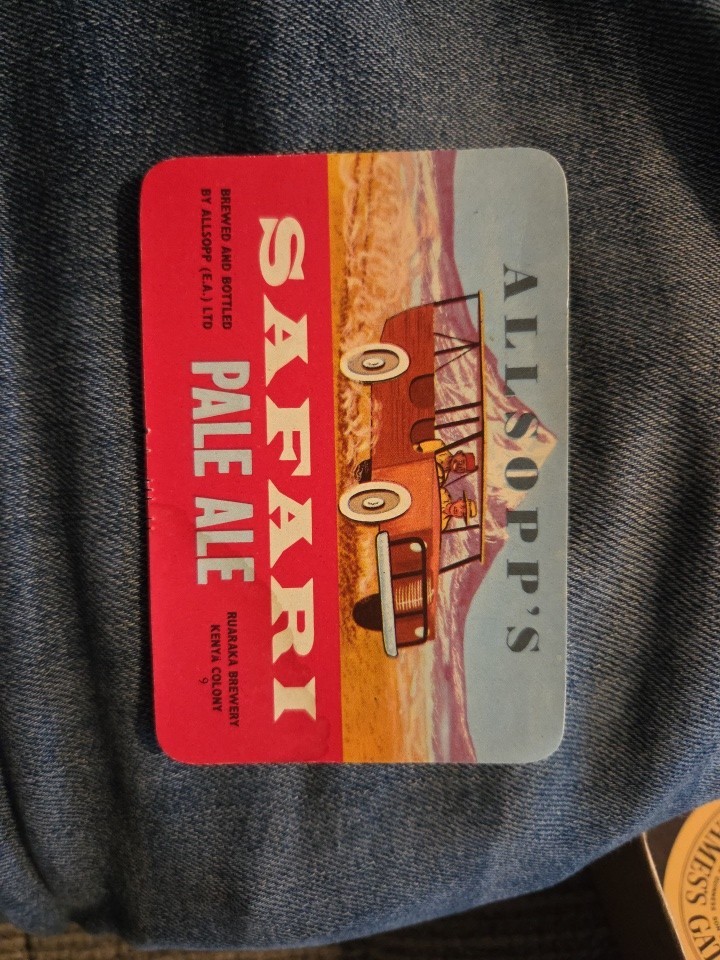 ALLSOPP'S
SAFARI
PALE ALE
BREWED AND BOTTLED
BY ALLSOPP (E.A.) LTD
RUARAKA BREWERY
KENYA COLONY
9